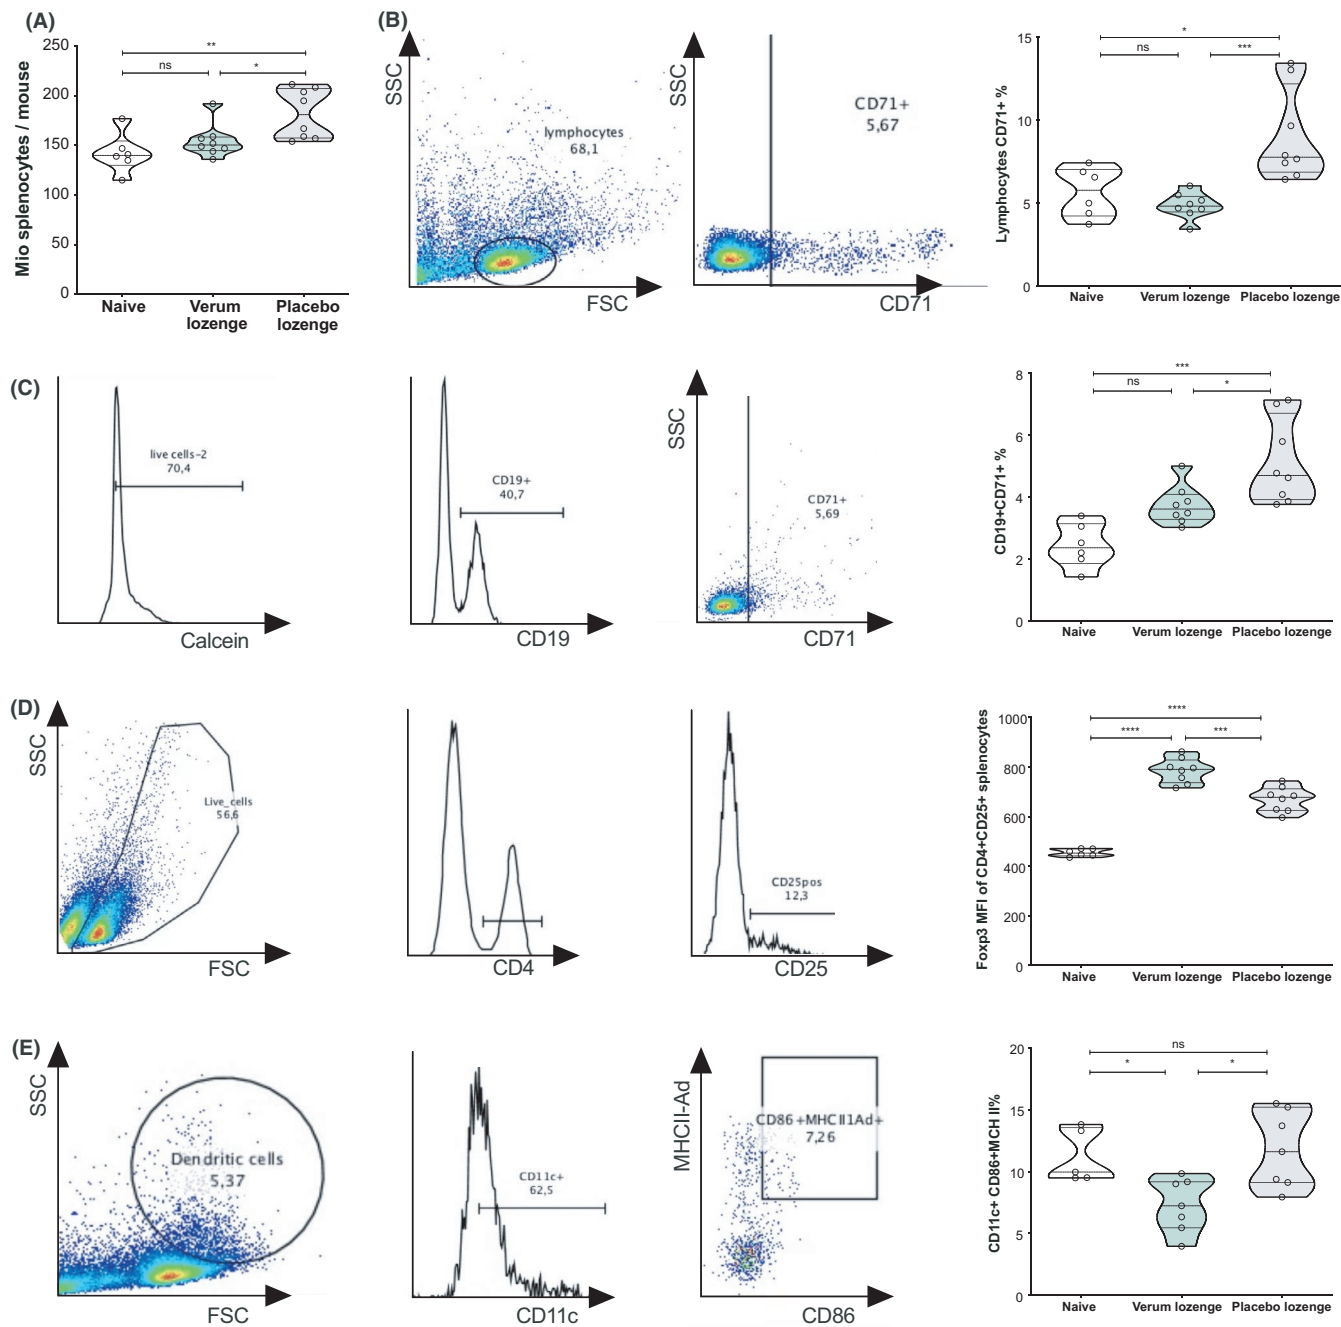 (A)
250
200
150
100
50
0
Mio splenocytes / mouse
**
ns
*
Naive
Verum
lozenge
Placebo
lozenge
(B)
SSC
lymphocytes
68,1
FSC
SSC
CD71+
5,67
CD71
15
10
5
0
Lymphocytes CD71+ %
*
ns
***
Naive
Verum lozenge
Placebo lozenge
(C)
live cells-2
70,4
Calcein
CD19+
40,7
CD19
SSC
CD71+
5,69
CD71
8
6
4
2
0
CD19+CD71+ %
***
ns
*
Naive
Verum lozenge
Placebo lozenge
(D)
SSC
Live_cells
56,6
FSC
CD4
CD25pos
12,3
CD25
1000
800
600
400
200
0
Foxp3 MFI of CD4+CD25+ splenocytes
****
****
***
Naive
Verum lozenge
Placebo lozenge
(E)
SSC
Dendritic cells
5,37
FSC
CD11c+
62,5
CD11c
MHCII-Ad
CD86+MHCII1Ad+
7,26
CD86
20
15
10
5
0
CD11c+ CD86+MCH II%
ns
*
*
Naive
Verum lozenge
Placebo lozenge